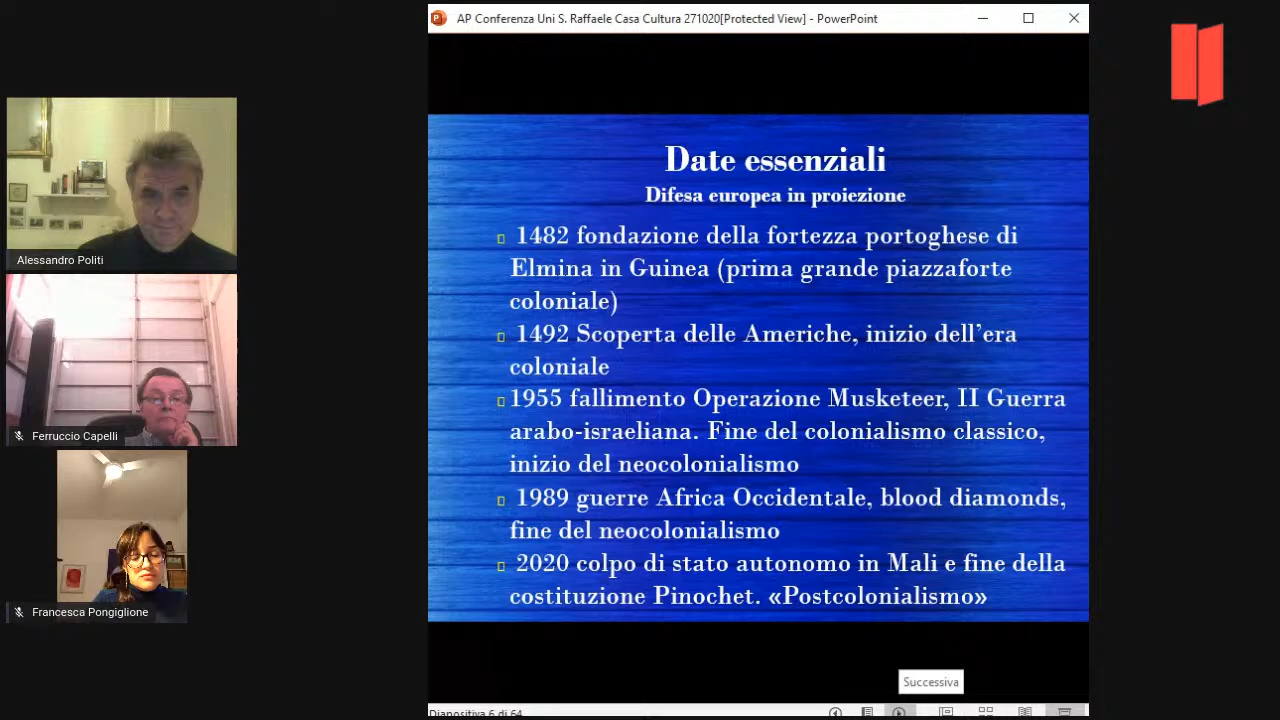 AP Conferenza Uni S. Raffaele Casa Cultura 271020[Protected View] - PowerPoint
Alessandro Politi
Ferruccio Capelli
Francesca Pongiglione
Date essenziali
Difesa europea in proiezione
1482 fondazione della fortezza portoghese di
Elmina in Guinea (prima grande piazzaforte
coloniale)
1492 Scoperta delle Americhe, inizio dell’era
coloniale
1955 fallimento Operazione Musketeer, II Guerra
arabo-israeliana. Fine del colonialismo classico,
inizio del neocolonialismo
1989 guerre Africa Occidentale, blood diamonds,
fine del neocolonialismo
2020 colpo di stato autonomo in Mali e fine della
costituzione Pinochet. «Postcolonialismo»
Successiva
Diapositiva 6 di 64